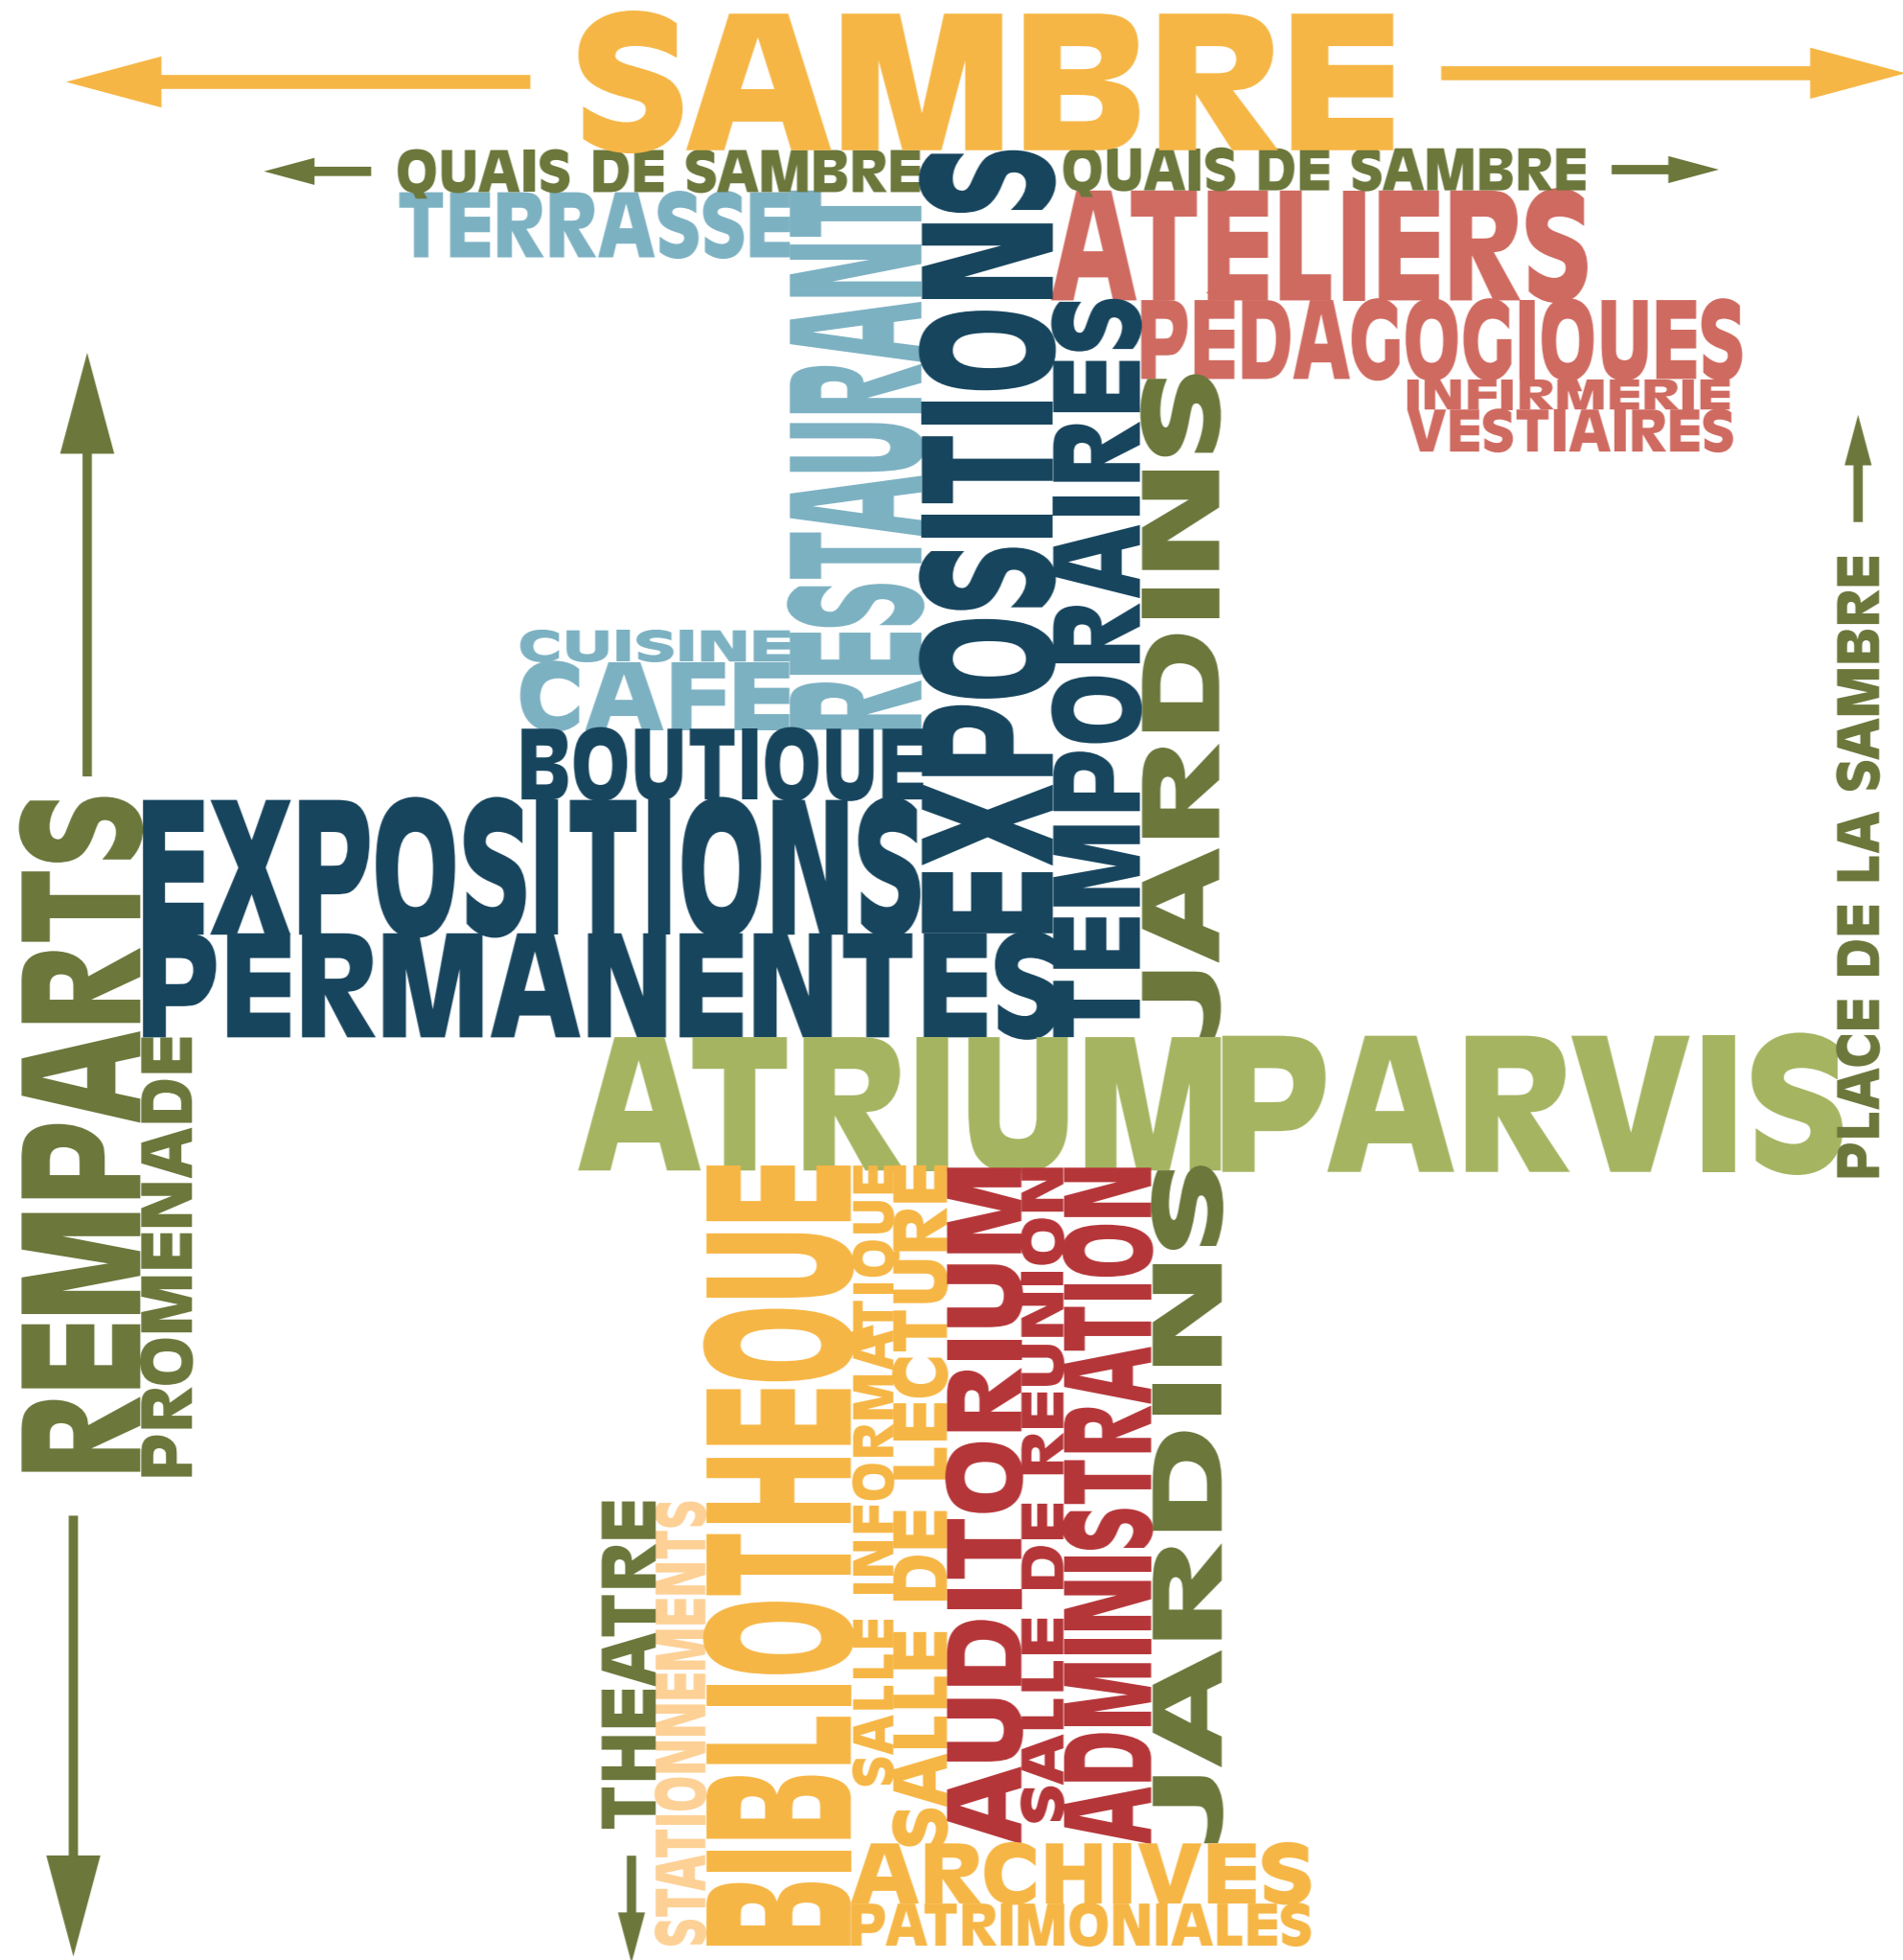 SAMBRE
QUAIS DE SAMBRE
QUAIS DE SAMBRE
TERRASSE
RESTAURANT
EXPOSITIONS
TEMPORAIRES
ATELIERS
PEDAGOGIQUES
INFIRMERIE
VESTIAIRES
JARDINS
CUISINE
CAFE
BOUTIQUE
EXPOSITIONS
PERMANENTES
REMPARTS
PROMENADE
PLACE DE LA SAMBRE
ATRIUM
PARVIS
THEATRE
STATIONNEMENTS
BIBLIOTHEQUE
SALLE INFORMATIQUE
SALLE DE LECTURE
AUDITORIUM
SALLE DE REUNION
ADMINISTRATION
JARDINS
ARCHIVES
PATRIMONIALES